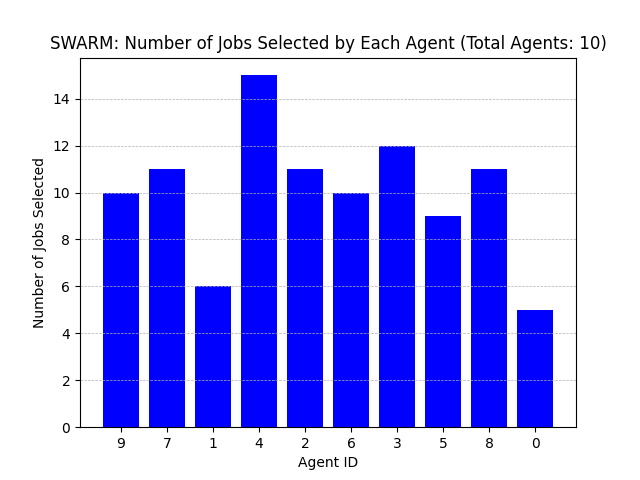 SWARM: Number of Jobs Selected by Each Agent (Total Agents: 10)
Number of Jobs Selected
14
12
10
8
6
4
2
0
9 7 1 4 2 6 3 5 8 0
Agent ID